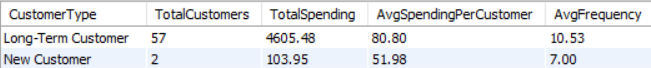 CustomerType TotalCustomers TotalSpending AvgSpendingPerCustomer AvgFrequency
Long-Term Customer 57 4605.48 80.80 10.53
New Customer 2 103.95 51.98 7.00